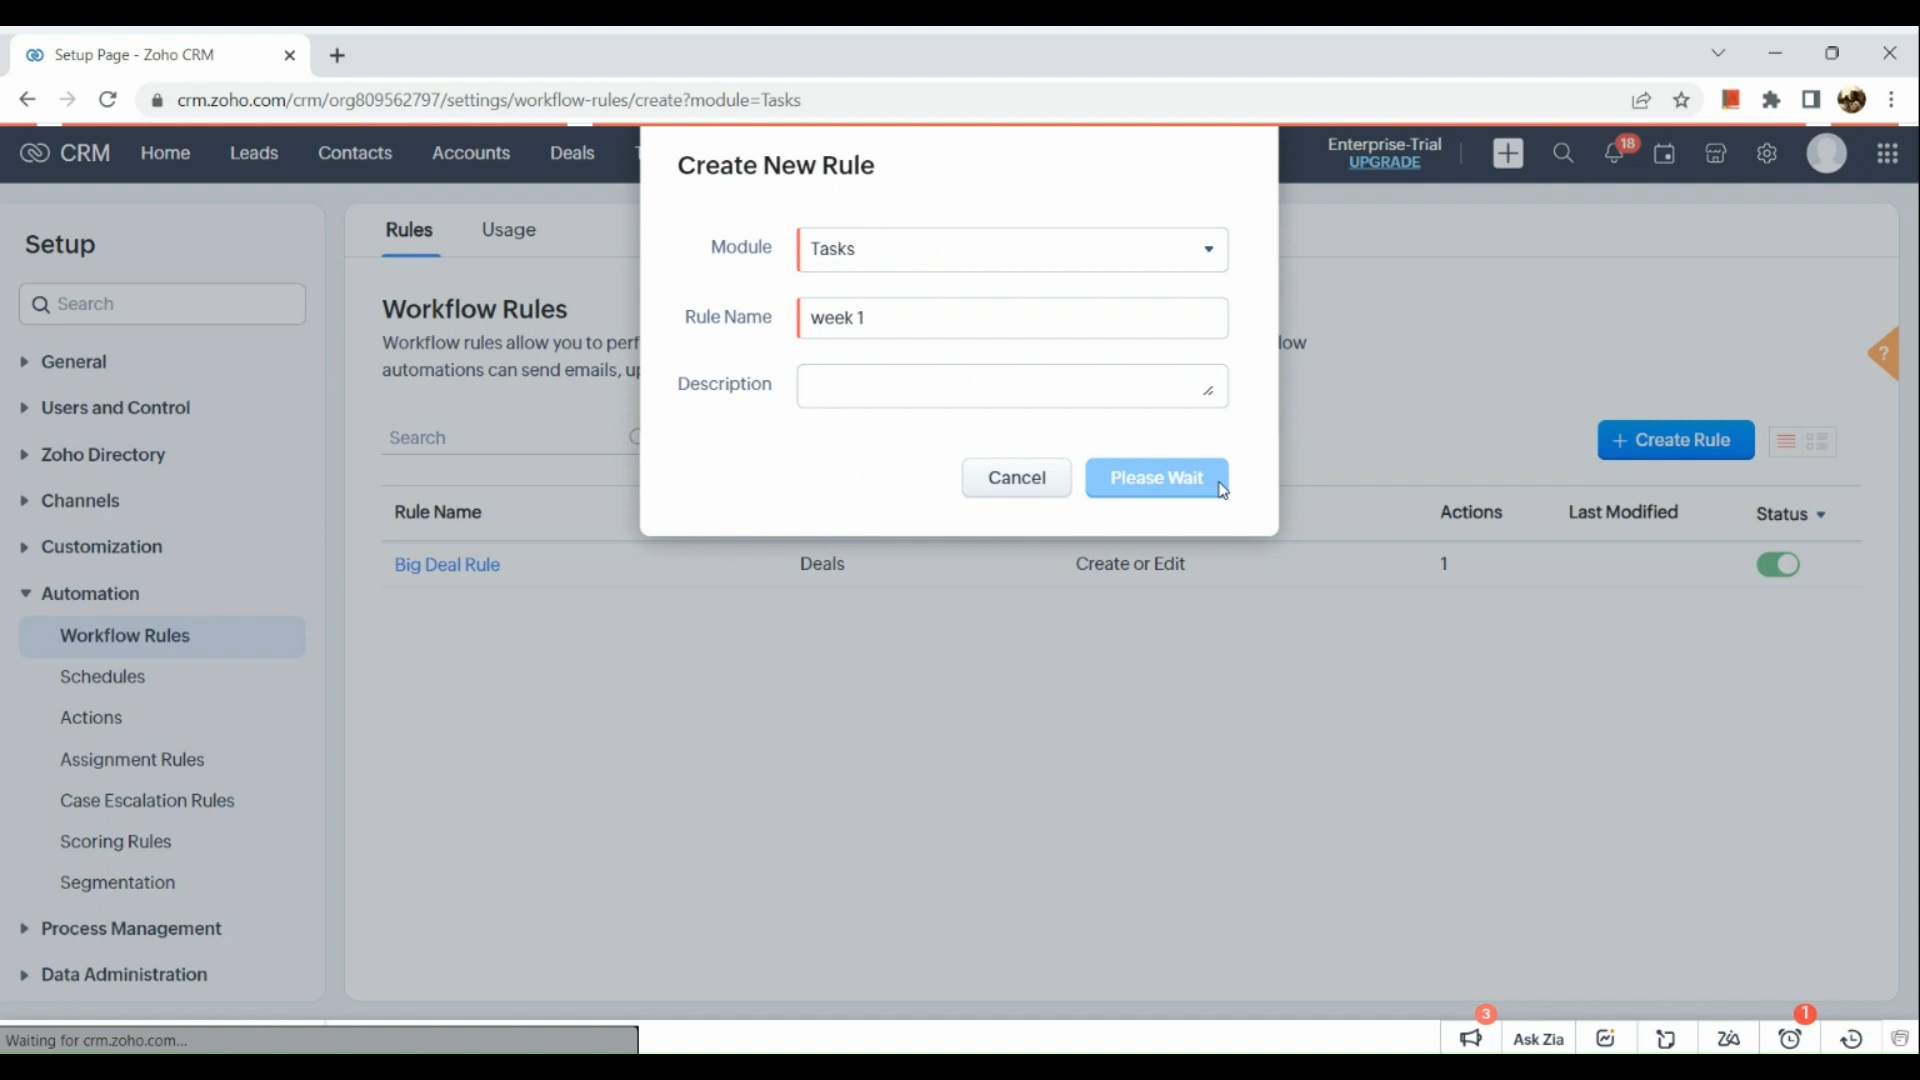 Setup Page - Zoho CRM
crm.zoho.com/crm/org809562797/settings/workflow-rules/create?module=Tasks
CRM
Home
Leads
Contacts
Accounts
Deals
Enterprise-Trial
UPGRADE
18
Create New Rule
Module
Tasks
Rule Name
week 1
Description
Cancel
Please Wait
Setup
Search
General
Users and Control
Zoho Directory
Channels
Customization
Automation
Workflow Rules
Schedules
Actions
Assignment Rules
Case Escalation Rules
Scoring Rules
Segmentation
Process Management
Data Administration
Rules
Usage
Workflow Rules
Workflow rules allow you to perf
automations can send emails, up
?
Search
+ Create Rule
Rule Name
Actions
Last Modified
Status
Big Deal Rule
Deals
Create or Edit
1
Waiting for crm.zoho.com...
3
Ask Zia
1